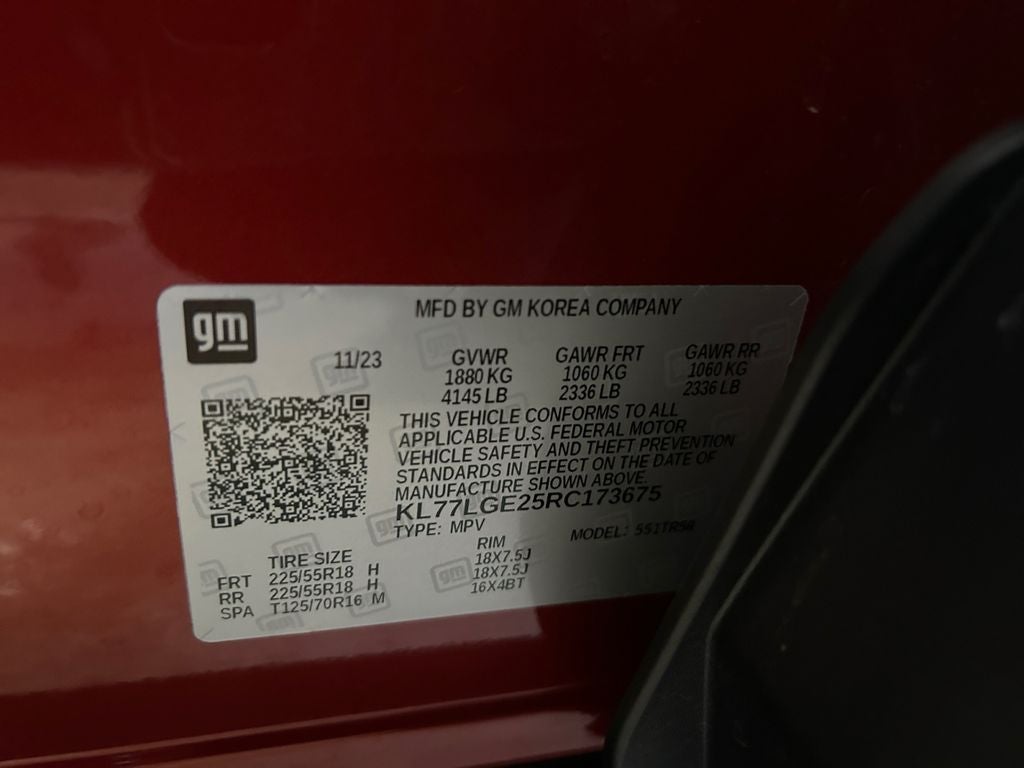 gm
MFD BY GM KOREA COMPANY
11/23 GVWR GAWR FRT GAWR RR
1880 KG 1060 KG 1060 KG
4145 LB 2336 LB 2336 LB
THIS VEHICLE CONFORMS TO ALL
APPLICABLE U.S. FEDERAL MOTOR
VEHICLE SAFETY AND THEFT PREVENTION
STANDARDS IN EFFECT ON THE DATE OF
MANUFACTURE SHOWN ABOVE.
KL77LGE25RC173675
TYPE: MPV MODEL:
TIRE SIZE RIM
FRT 225/55R18 H 18X7.5J
RR 225/55R18 H 18X7.5J
SPA T125/70R16 M 16X4BT